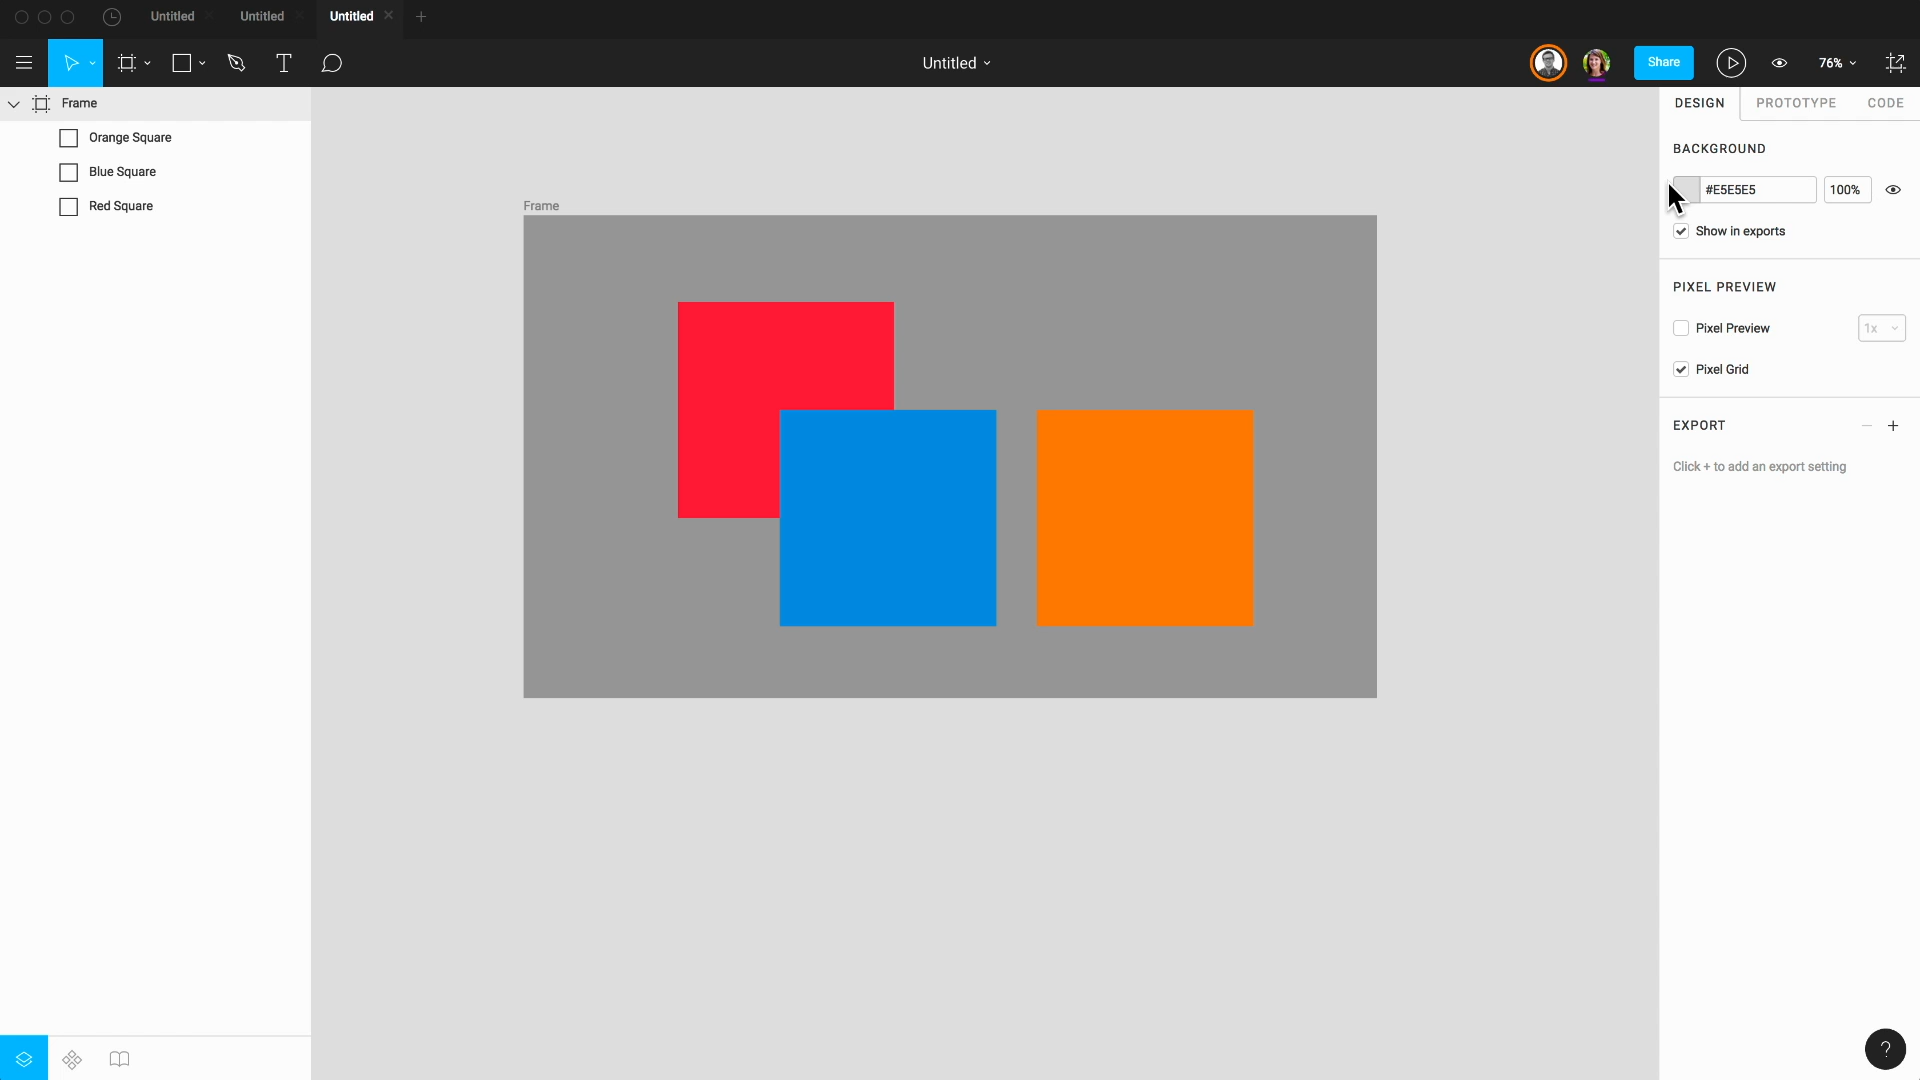 Untitled
Untitled
Untitled
Untitled
Share
76%
Frame
Orange Square
Blue Square
Red Square
Frame
DESIGN PROTOTYPE CODE
BACKGROUND
#E5E5E5 100%
Show in exports
PIXEL PREVIEW
Pixel Preview 1x
Pixel Grid
EXPORT
Click + to add an export setting
?